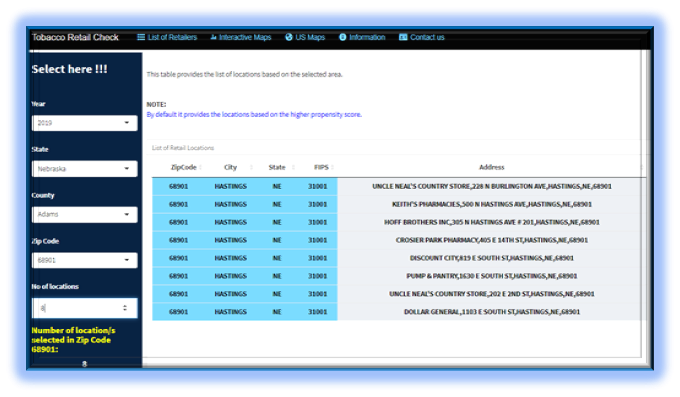 Tobacco Retail Check List of Retailers Interactive Maps US Maps Information Contact us
Select here !!!
Year
2019
State
Nebraska
County
Adams
Zip Code
68901
No of locations
8
Number of location/s
selected in Zip Code
68901:
8
This table provides the list of locations based on the selected area.
NOTE:
By default it provides the locations based on the higher propensity score.
List of Retail Locations
ZipCode City State FIPS Address
68901 HASTINGS NE 31001 UNCLE NEAL'S COUNTRY STORE,228 N BURLINGTON AVE,HASTINGS,NE,68901
68901 HASTINGS NE 31001 KEITH'S PHARMACIES,500 N HASTINGS AVE,HASTINGS,NE,68901
68901 HASTINGS NE 31001 HOFF BROTHERS INC,305 N HASTINGS AVE # 201,HASTINGS,NE,68901
68901 HASTINGS NE 31001 CROSIER PARK PHARMACY,405 E 14TH ST,HASTINGS,NE,68901
68901 HASTINGS NE 31001 DISCOUNT CITY,819 E SOUTH ST,HASTINGS,NE,68901
68901 HASTINGS NE 31001 PUMP & PANTRY,1630 E SOUTH ST,HASTINGS,NE,68901
68901 HASTINGS NE 31001 UNCLE NEAL'S COUNTRY STORE,202 E 2ND ST,HASTINGS,NE,68901
68901 HASTINGS NE 31001 DOLLAR GENERAL,1103 E SOUTH ST,HASTINGS,NE,68901